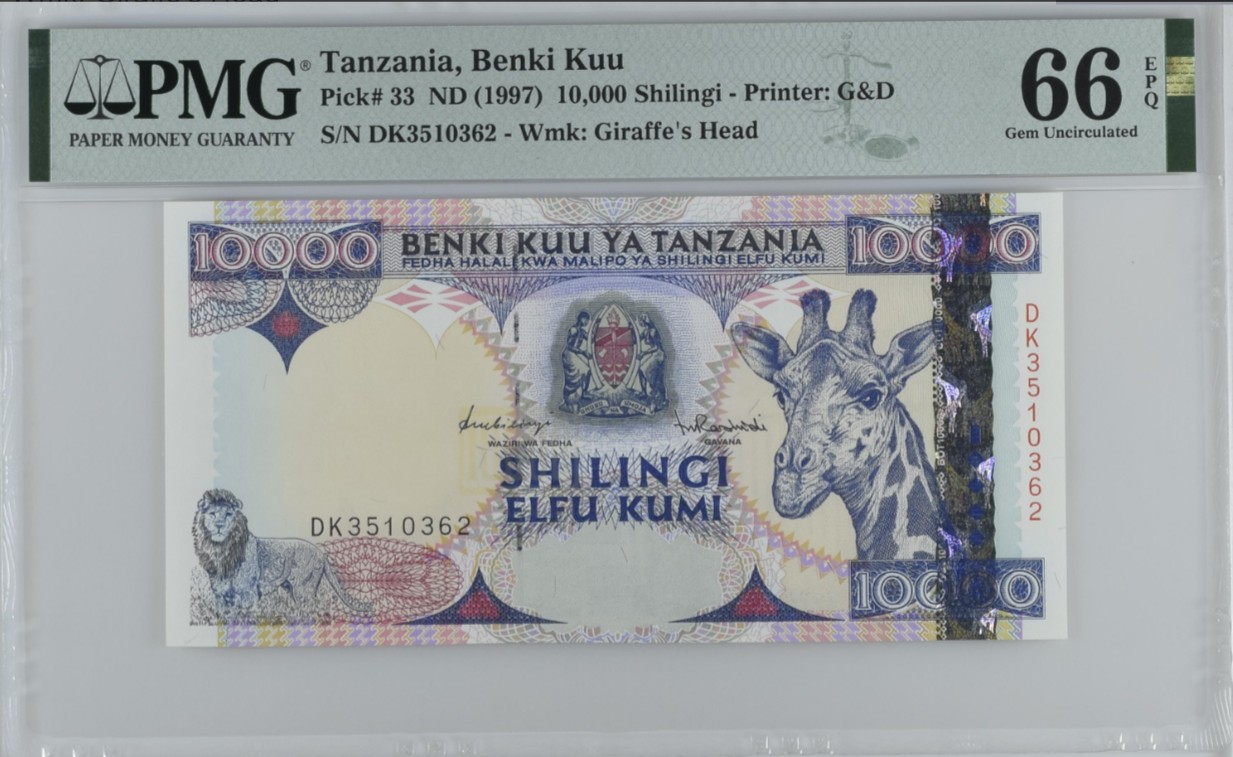 PMG®
PAPER MONEY GUARANTY
Tanzania, Benki Kuu
Pick# 33 ND (1997) 10,000 Shilingi - Printer: G&D
S/N DK3510362 - Wmk: Giraffe's Head
66
EPQ
Gem Uncirculated
10000
BENKI KUU YA TANZANIA
10000
FEDHA HALALI KWA MALIPO YA SHILINGI ELFU KUMI
DK3510362
WAZIRI WA FEDHA
GAVANA
SHILINGI
ELFU KUMI
DK3510362
10000